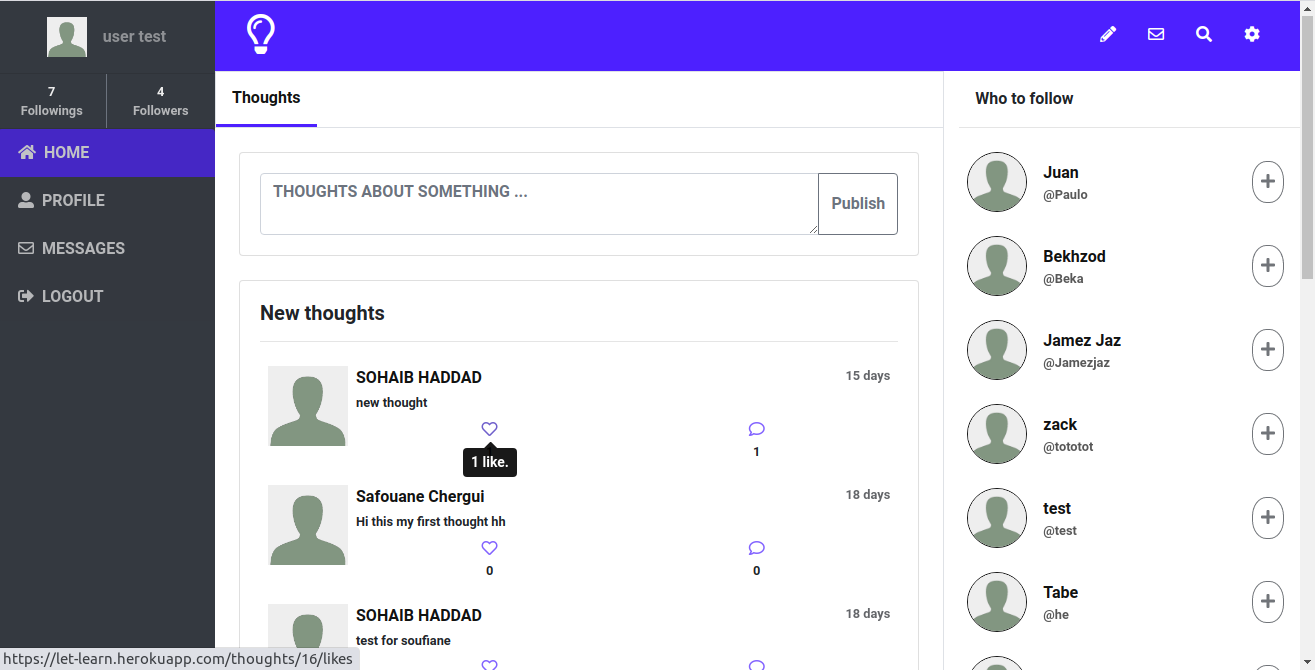 user test
7
Followings
4
Followers
HOME
PROFILE
MESSAGES
LOGOUT
Thoughts
THOUGHTS ABOUT SOMETHING ...
Publish
New thoughts
SOHAIB HADDAD
15 days
new thought
1 like.
1
Safouane Chergui
18 days
Hi this my first thought hh
0
0
SOHAIB HADDAD
18 days
test for soufiane
Who to follow
Juan
@Paulo
Bekhzod
@Beka
Jamez Jaz
@Jamezjaz
zack
@tototot
test
@test
Tabe
@he
https://let-learn.herokuapp.com/thoughts/16/likes